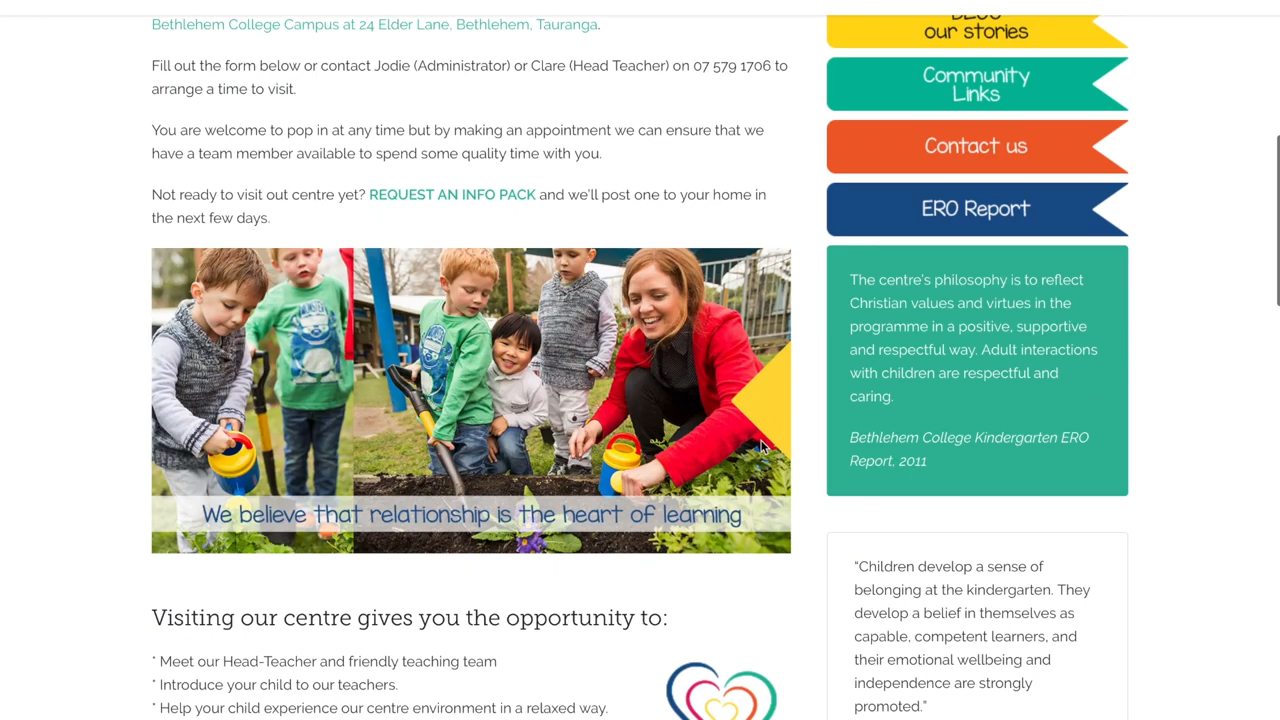 Bethlehem College Campus at 24 Elder Lane, Bethlehem, Tauranga.
Fill out the form below or contact Jodie (Administrator) or Clare (Head Teacher) on 07 579 1706 to
arrange a time to visit.
You are welcome to pop in at any time but by making an appointment we can ensure that we
have a team member available to spend some quality time with you.
Not ready to visit out centre yet? REQUEST AN INFO PACK and we'll post one to your home in
the next few days.
We believe that relationship is the heart of learning
Visiting our centre gives you the opportunity to:
* Meet our Head-Teacher and friendly teaching team
* Introduce your child to our teachers.
* Help your child experience our centre environment in a relaxed way.
our stories
Community
Links
Contact us
ERO Report
The centre's philosophy is to reflect
Christian values and virtues in the
programme in a positive, supportive
and respectful way. Adult interactions
with children are respectful and
caring.
Bethlehem College Kindergarten ERO
Report, 2011
"Children develop a sense of
belonging at the kindergarten. They
develop a belief in themselves as
capable, competent learners, and
their emotional wellbeing and
independence are strongly
promoted."